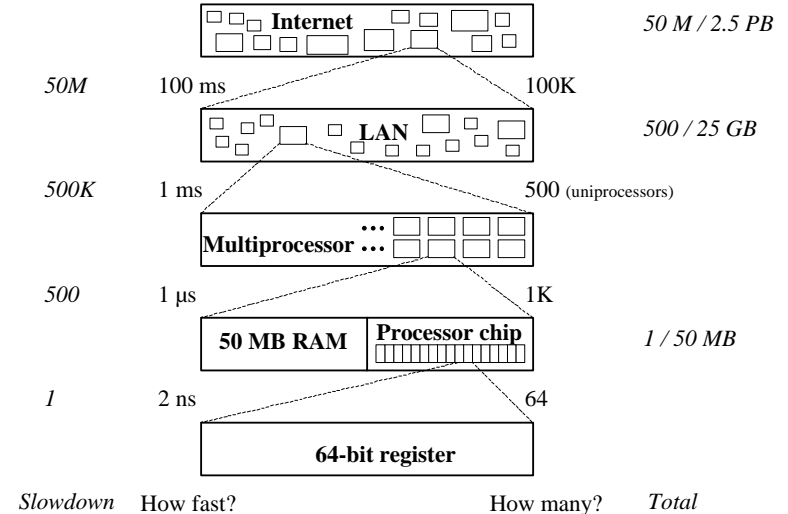 Internet
50 M / 2.5 PB
50M 100 ms 100K
LAN
500 / 25 GB
500K 1 ms 500 (uniprocessors)
•••
Multiprocessor •••
500 1 µs 1K
50 MB RAM Processor chip
1 / 50 MB
1 2 ns 64
64-bit register
Slowdown How fast? How many? Total